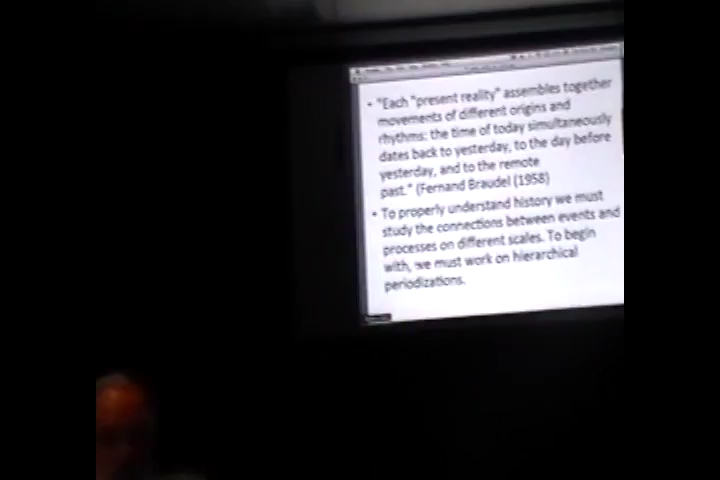 • "Each "present reality" assembles together
movements of different origins and
rhythms: the time of today simultaneously
dates back to yesterday, to the day before
yesterday, and to the remote
past." (Fernand Braudel (1958)
• To properly understand history we must
study the connections between events and
processes on different scales. To begin
with, we must work on hierarchical
periodizations.